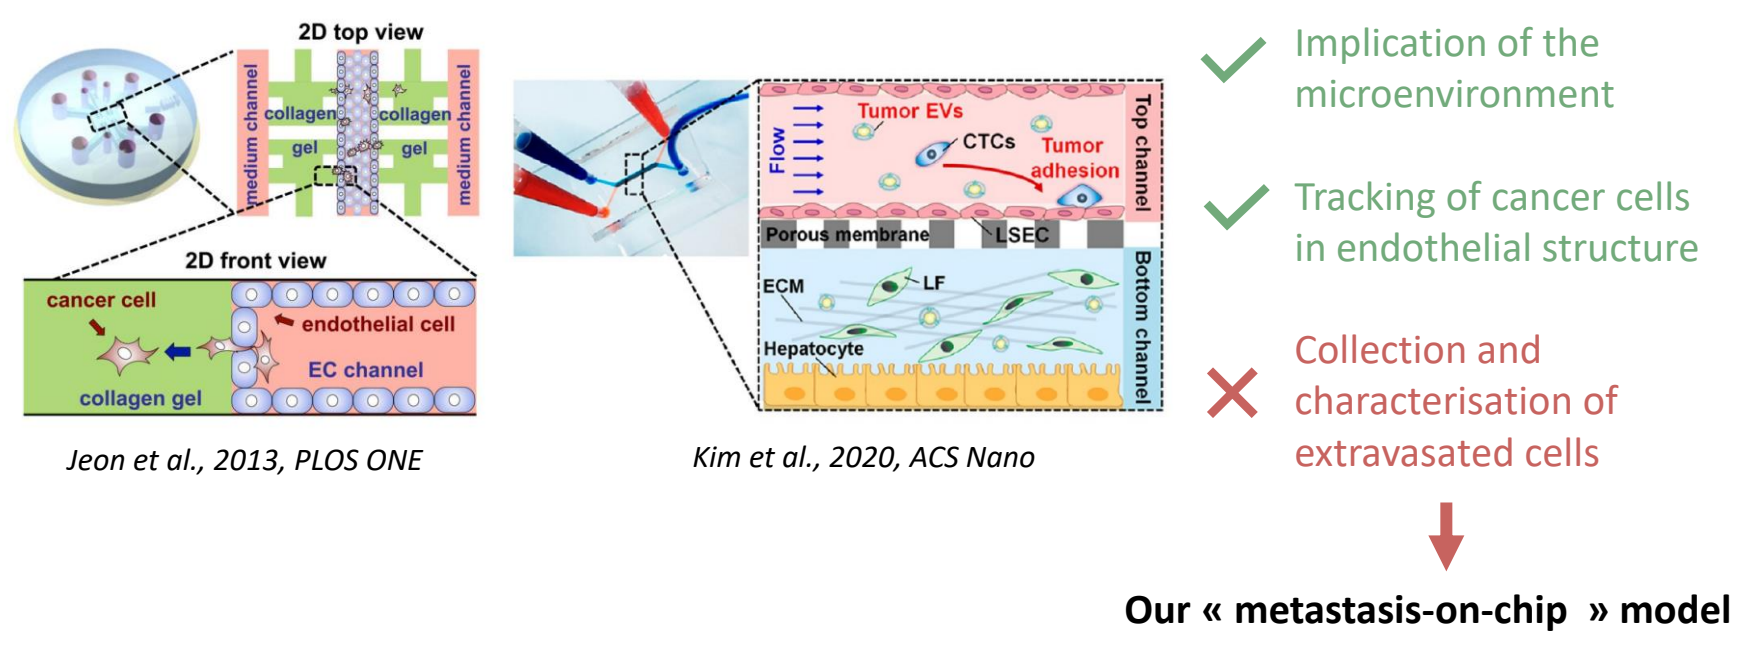 2D top view
medium channel
collagen
gel
collagen
gel
medium channel
2D front view
cancer cell
endothelial cell
EC channel
collagen gel
Jeon et al., 2013, PLOS ONE
Flow
Tumor EVs
CTCs
Tumor
adhesion
Top channel
Porous membrane
LSEC
ECM
LF
Hepatocyte
Bottom channel
Kim et al., 2020, ACS Nano
Implication of the
microenvironment
Tracking of cancer cells
in endothelial structure
Collection and
characterisation of
extravasated cells
Our « metastasis-on-chip » model